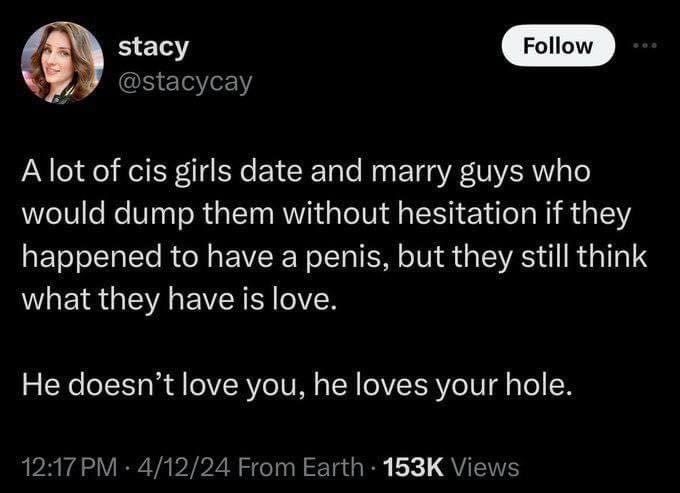 stacy
@stacycay
Follow
A lot of cis girls date and marry guys who
would dump them without hesitation if they
happened to have a penis, but they still think
what they have is love.
He doesn’t love you, he loves your hole.
12:17 PM · 4/12/24 From Earth · 153K Views